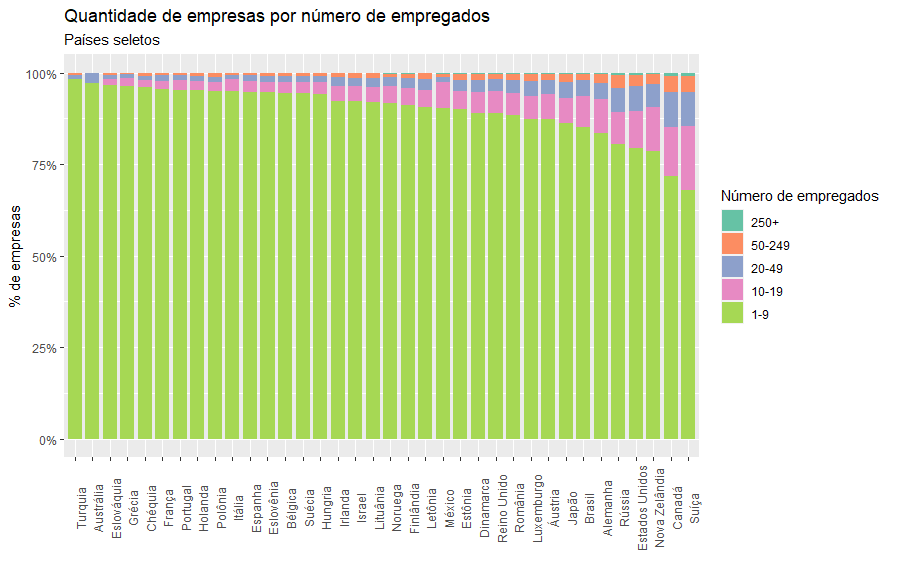 Quantidade de empresas por número de empregados
Países seletos
100%
75%
50%
25%
0%
% de empresas
Turquia
Austrália
Eslováquia
Grécia
Chéquia
França
Portugal
Holanda
Polônia
Itália
Espanha
Eslovênia
Bélgica
Suécia
Hungria
Irlanda
Israel
Lituânia
Noruega
Finlândia
Letônia
México
Estônia
Dinamarca
Reino Unido
România
Luxemburgo
Áustria
Japão
Brasil
Alemanha
Rússia
Estados Unidos
Nova Zelândia
Canadá
Suíça
Número de empregados
250+
50-249
20-49
10-19
1-9